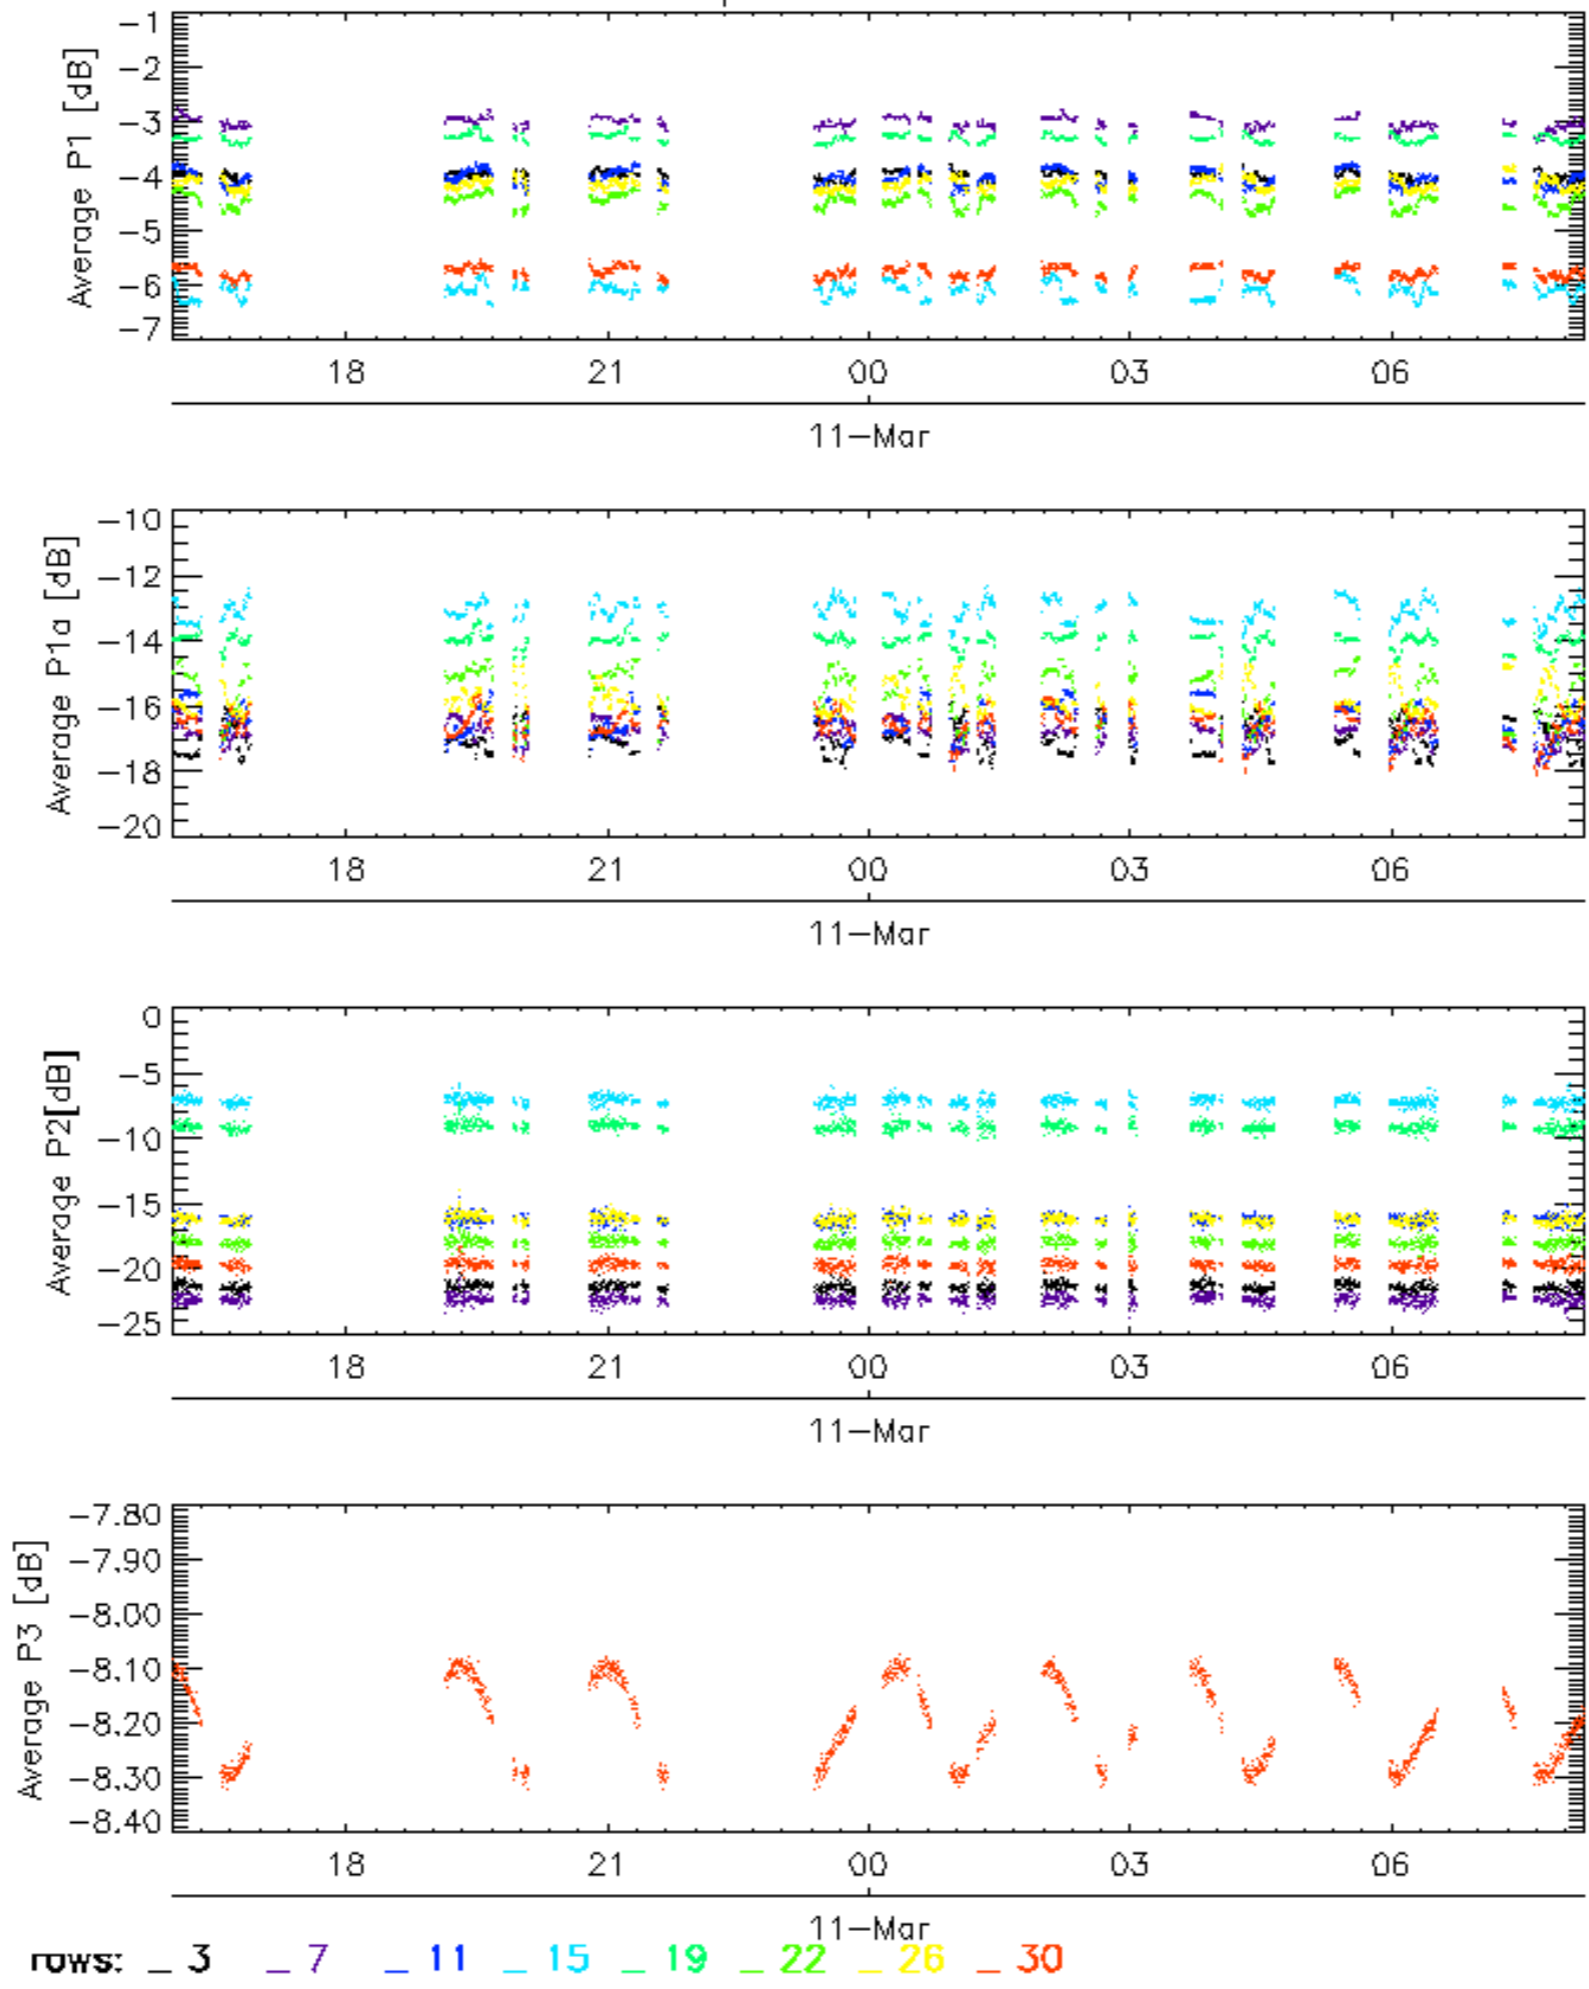 Average P1 [dB]
-1
-2
-3
-4
-5
-6
-7
18 21 00 03 06
11-Mar
Average P1a [dB]
-10
-12
-14
-16
-18
-20
18 21 00 03 06
11-Mar
Average P2[dB]
0
-5
-10
-15
-20
-25
18 21 00 03 06
11-Mar
Average P3 [dB]
-7.80
-7.90
-8.00
-8.10
-8.20
-8.30
-8.40
18 21 00 03 06
11-Mar
rows: _ 3 _ 7 _ 11 _ 15 _ 19 _ 22 _ 26 _ 30